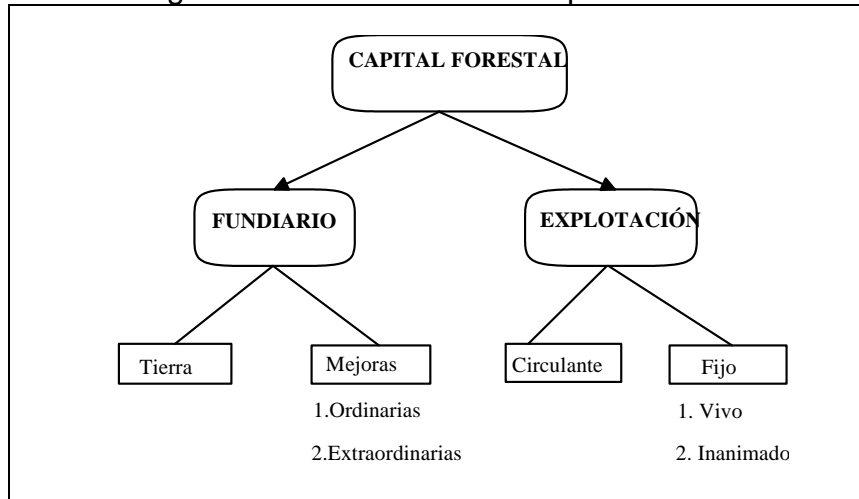 CAPITAL FORESTAL
FUNDIARIO
EXPLOTACIÓN
Tierra
Mejoras
Circulante
Fijo
1.Ordinarias
1. Vivo
2.Extraordinarias
2. Inanimado